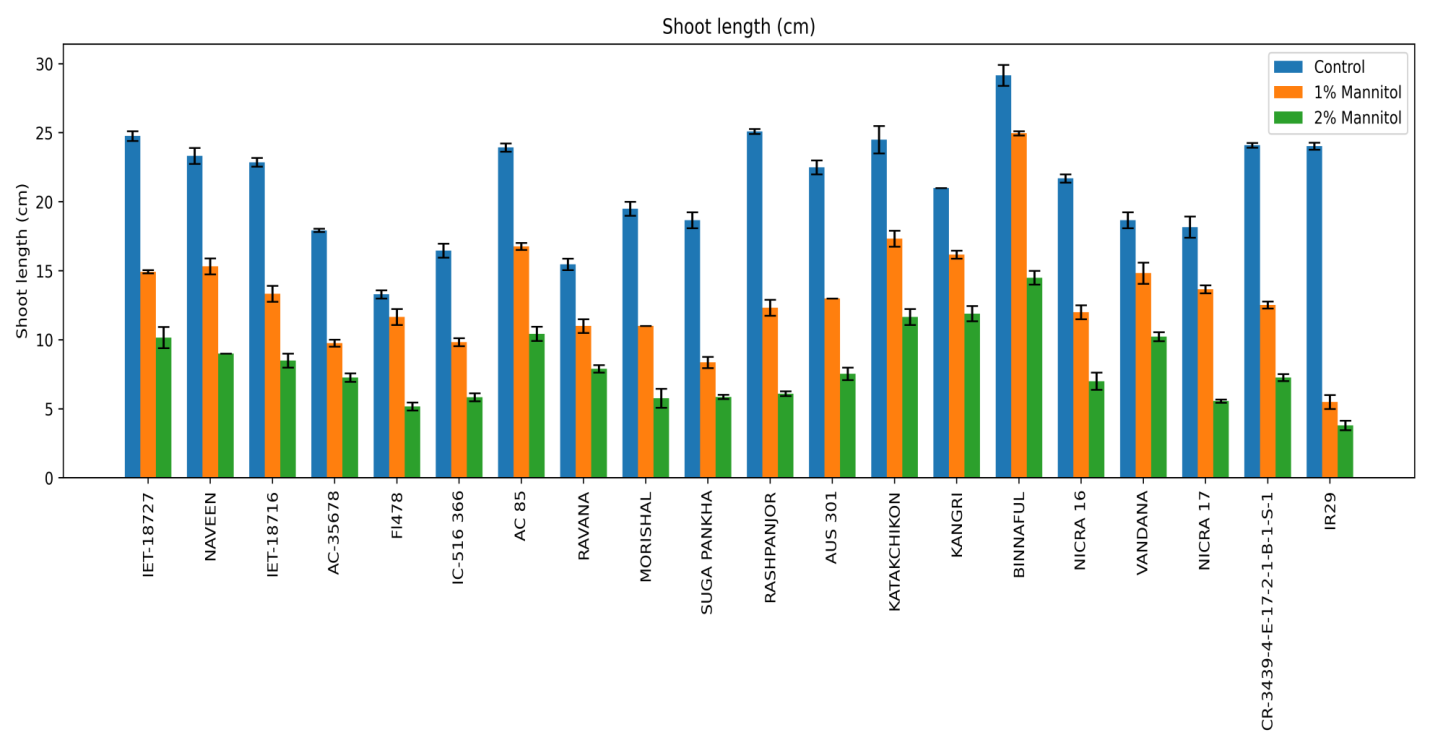 Shoot length (cm)
Control
1% Mannitol
2% Mannitol
Shoot length (cm)
30
25
20
15
10
5
0
IET-18727
NAVEEN
IET-18716
AC-35678
FI478
IC-516 366
AC 85
RAVANA
MORISHAL
SUGA PANKHA
RASHPANJOR
AUS 301
KATAKCHIKON
KANGRI
BINNAFUL
NICRA 16
VANDANA
NICRA 17
CR-3439-4-E-17-2-1-B-1-S-1
IR29